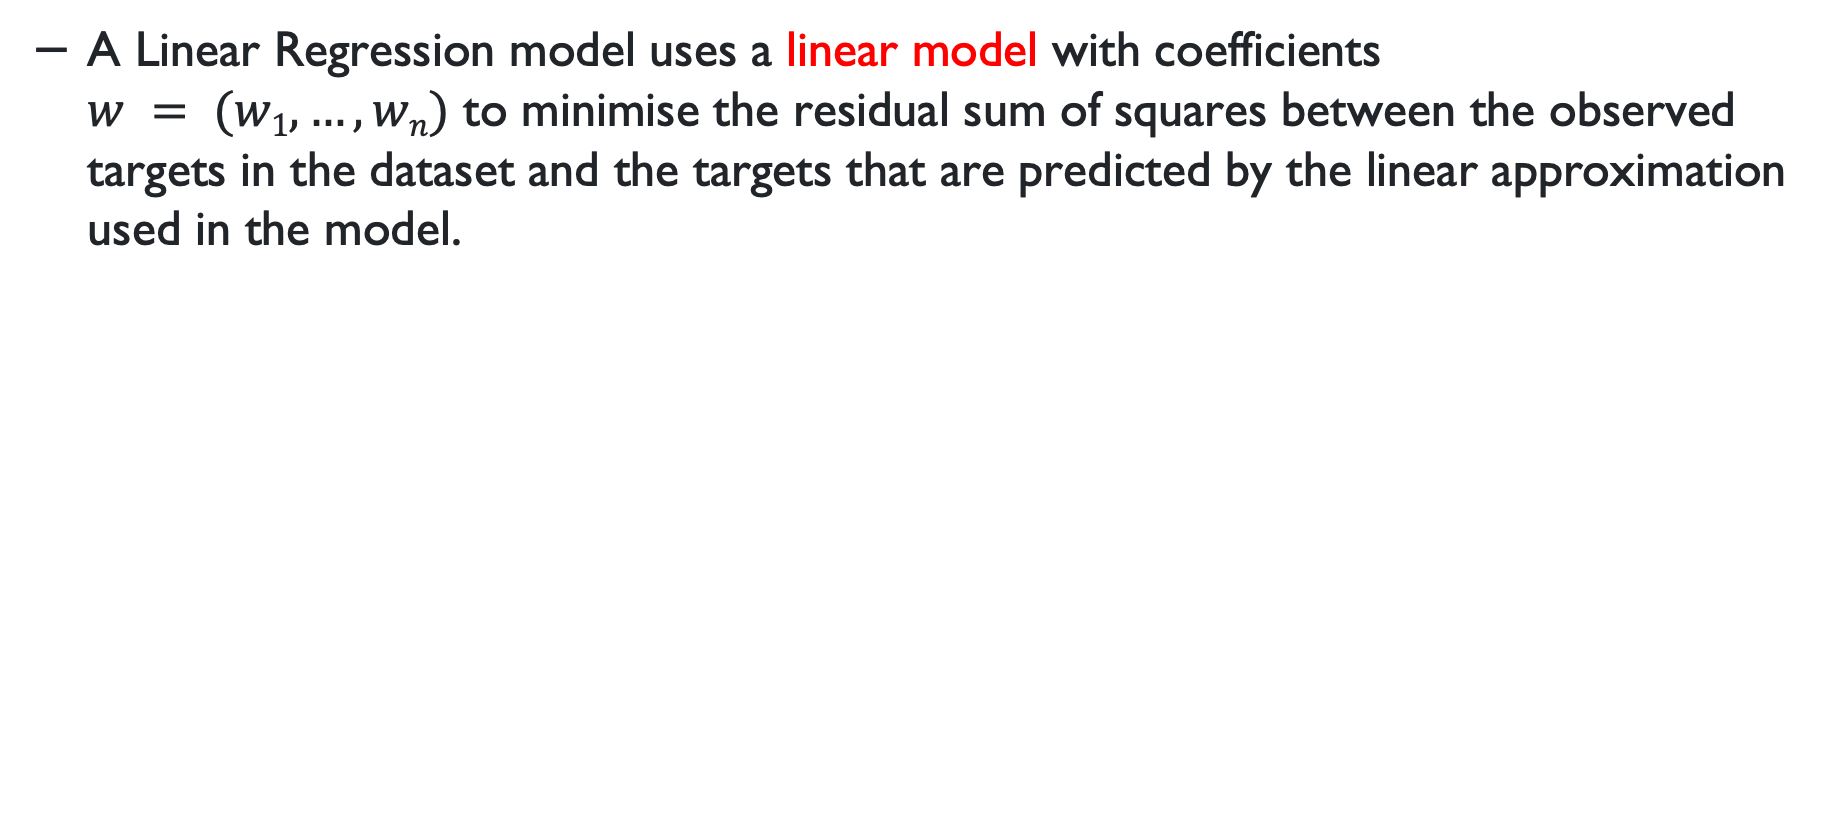 – A Linear Regression model uses a linear model with coefficients
w = (w₁, ..., wₙ) to minimise the residual sum of squares between the observed
targets in the dataset and the targets that are predicted by the linear approximation
used in the model.